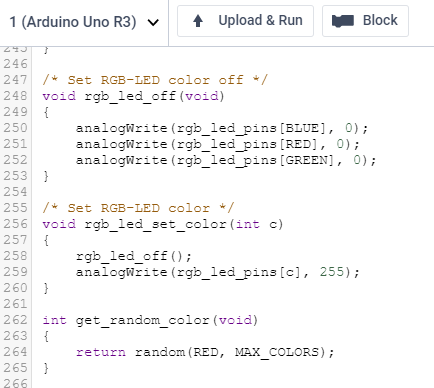 1 (Arduino Uno R3) Upload & Run Block
245 }
246
247 /* Set RGB-LED color off */
248 void rgb_led_off(void)
249 {
250     analogWrite(rgb_led_pins[BLUE], 0);
251     analogWrite(rgb_led_pins[RED], 0);
252     analogWrite(rgb_led_pins[GREEN], 0);
253 }
254
255 /* Set RGB-LED color */
256 void rgb_led_set_color(int c)
257 {
258     rgb_led_off();
259     analogWrite(rgb_led_pins[c], 255);
260 }
261
262 int get_random_color(void)
263 {
264     return random(RED, MAX_COLORS);
265 }
266